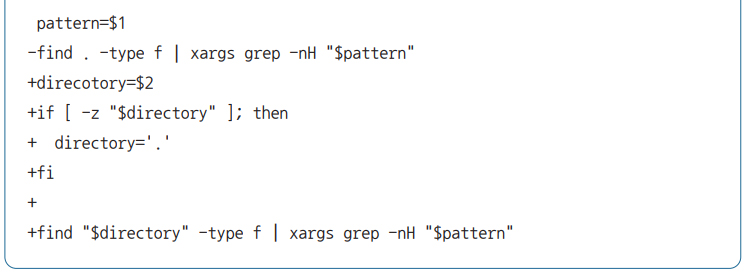 pattern=$1
-find . -type f | xargs grep -nH "$pattern"
+direcotory=$2
+if [ -z "$directory" ]; then
+  directory='.'
+fi
+
+find "$directory" -type f | xargs grep -nH "$pattern"